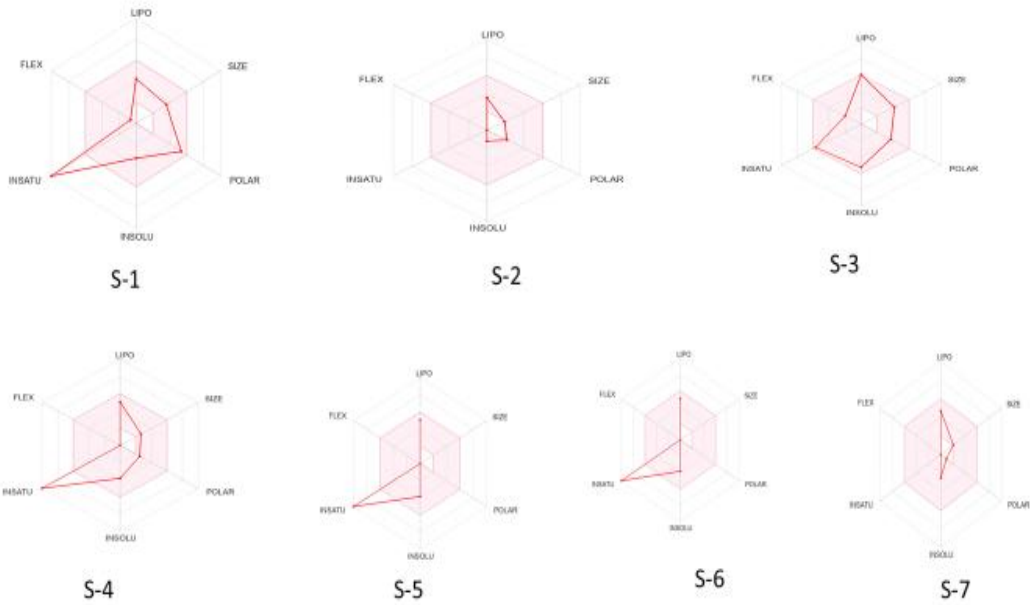 LIPO
FLEX
SIZE
INSATU
POLAR
INSOLU
S-1
LIPO
FLEX
SIZE
INSATU
POLAR
INSOLU
S-2
LIPO
FLEX
SIZE
INSATU
POLAR
INSOLU
S-3
LIPO
FLEX
SIZE
INSATU
POLAR
INSOLU
S-4
LIPO
FLEX
SIZE
INSATU
POLAR
INSOLU
S-5
LIPO
FLEX
SIZE
INSATU
POLAR
INSOLU
S-6
LIPO
FLEX
SIZE
INSATU
POLAR
INSOLU
S-7